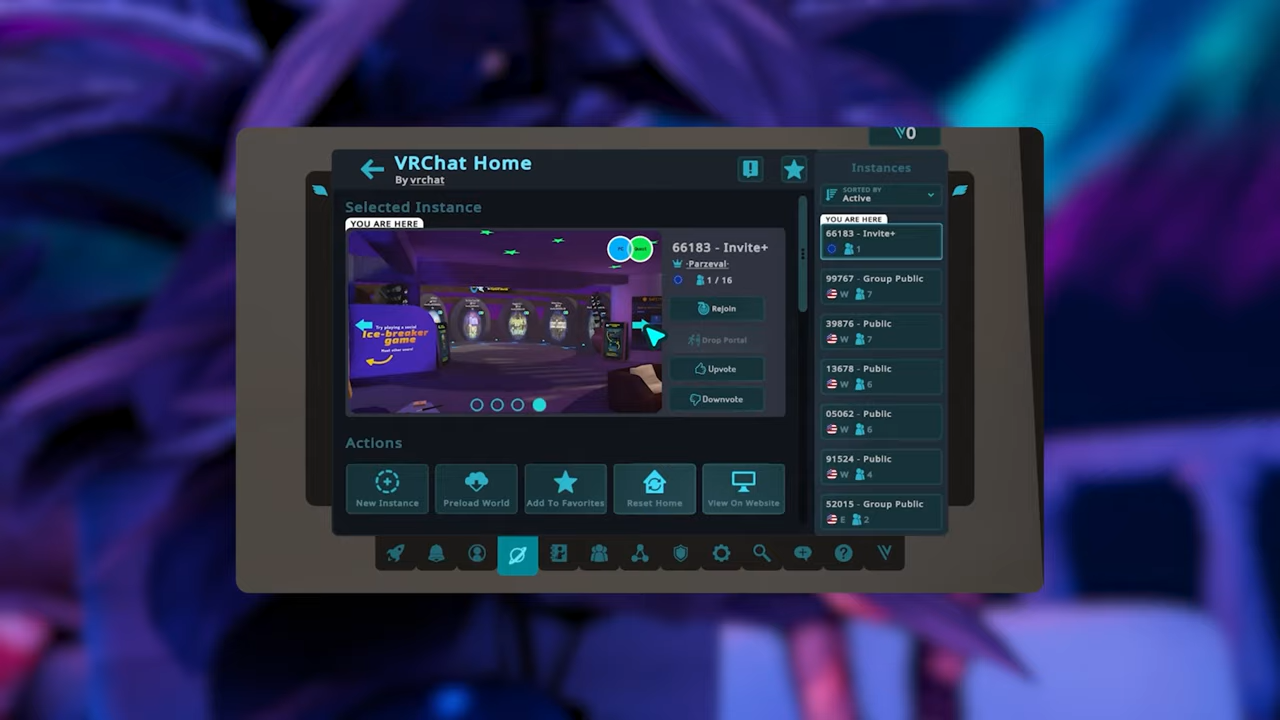 0
VRChat Home
By vrchat
Selected Instance
YOU ARE HERE
PC
Try playing a social
Ice-breaker
game
66183 - Invite+
-Parzeval-
1 / 16
Rejoin
Drop Portal
Upvote
Downvote
Actions
New Instance
Preload World
Add To Favorites
Reset Home
View On Website
Instances
SORTED BY
Active
YOU ARE HERE
66183 - Invite+
1
99767 - Group Public
W 7
39876 - Public
W 7
13678 - Public
W 6
05062 - Public
W 6
91524 - Public
W 4
52015 - Group Public
E 2